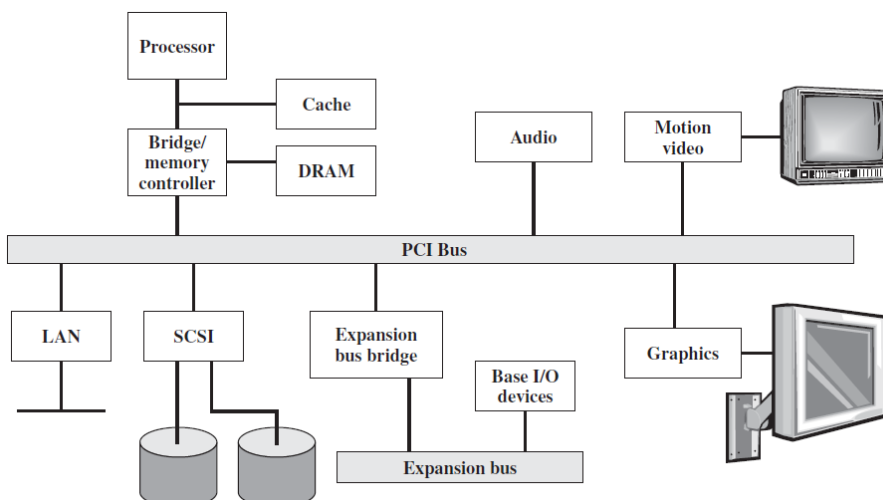 Processor
Cache
Bridge/
memory
controller
DRAM
Audio
Motion
video
PCI Bus
LAN
SCSI
Expansion
bus bridge
Base I/O
devices
Graphics
Expansion bus